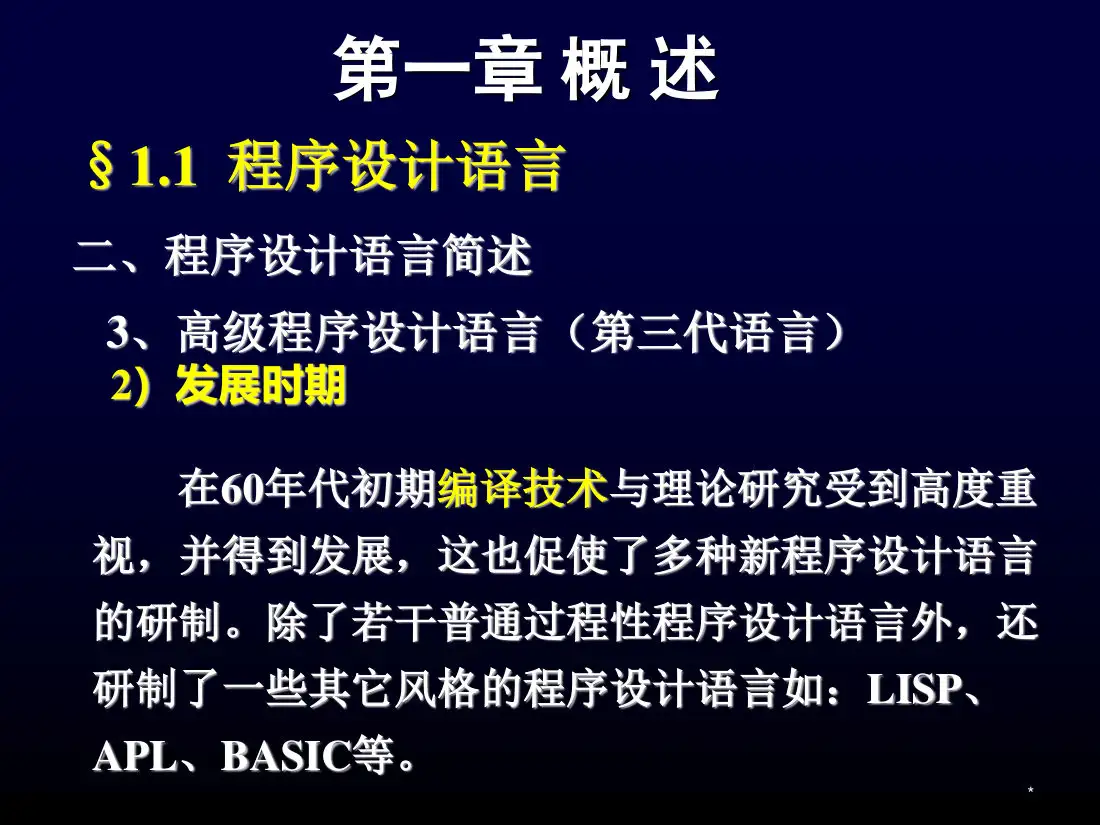 第一章 概 述
§1.1 程序设计语言
二、程序设计语言简述
3、高级程序设计语言（第三代语言）
2）发展时期
在60年代初期编译技术与理论研究受到高度重
视，并得到发展，这也促使了多种新程序设计语言
的研制。除了若干普通过程性程序设计语言外，还
研制了一些其它风格的程序设计语言如：LISP、
APL、BASIC等。
*